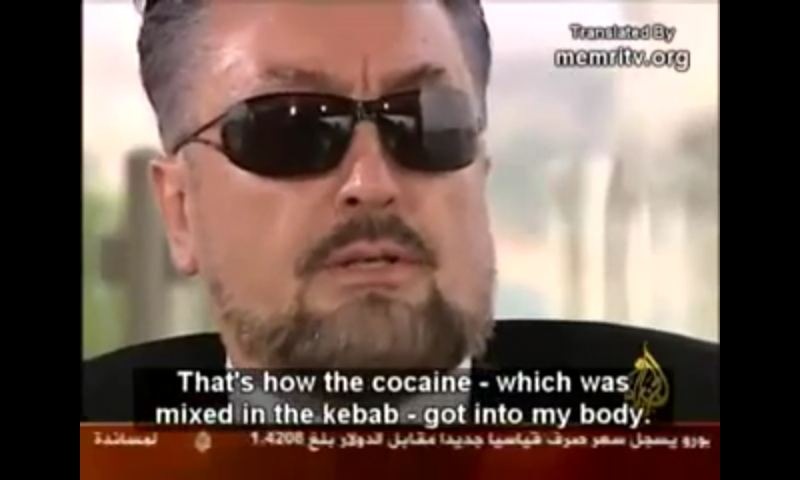 Translated By
memritv.org
That's how the cocaine - which was
mixed in the kebab - got into my body.
يورو يسجل سعر صرف قياسيا جديدا مقابل الدولار بلغ 1.4208
لمساندة